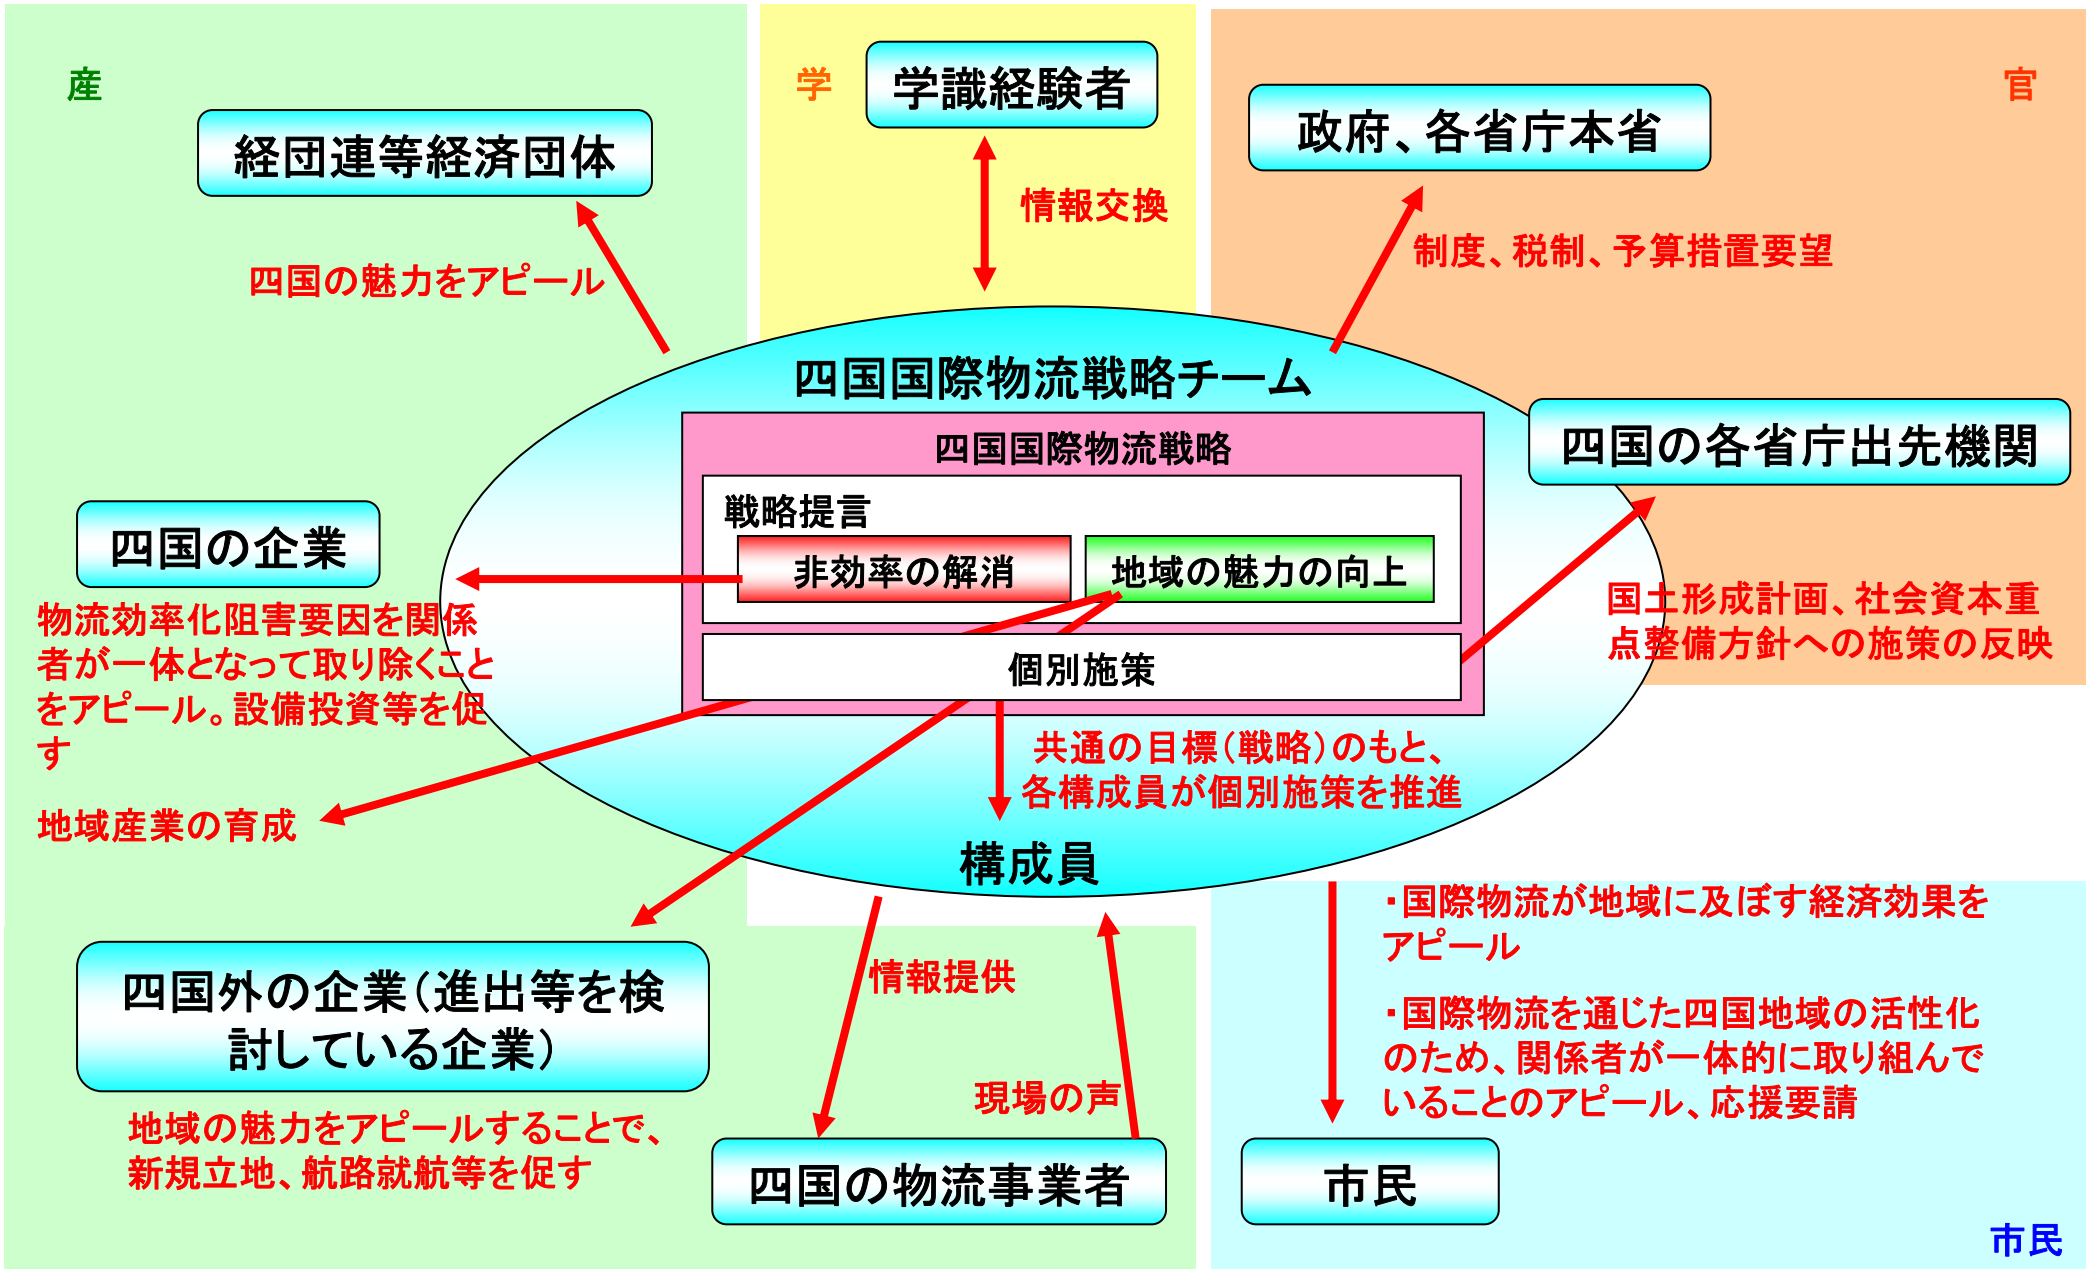 産
経団連等経済団体
四国の魅力をアピール
学
学識経験者
情報交換
官
政府、各省庁本省
制度、税制、予算措置要望
四国国際物流戦略チーム
四国国際物流戦略
戦略提言
非効率の解消
地域の魅力の向上
個別施策
四国の各省庁出先機関
国土形成計画、社会資本重
点整備方針への施策の反映
四国の企業
物流効率化阻害要因を関係
者が一体となって取り除くこと
をアピール。設備投資等を促
す
地域産業の育成
共通の目標（戦略）のもと、
各構成員が個別施策を推進
構成員
四国外の企業（進出等を検
討している企業）
地域の魅力をアピールすることで、
新規立地、航路就航等を促す
情報提供
現場の声
四国の物流事業者
・国際物流が地域に及ぼす経済効果を
アピール
・国際物流を通じた四国地域の活性化
のため、関係者が一体的に取り組んで
いることのアピール、応援要請
市民
市民